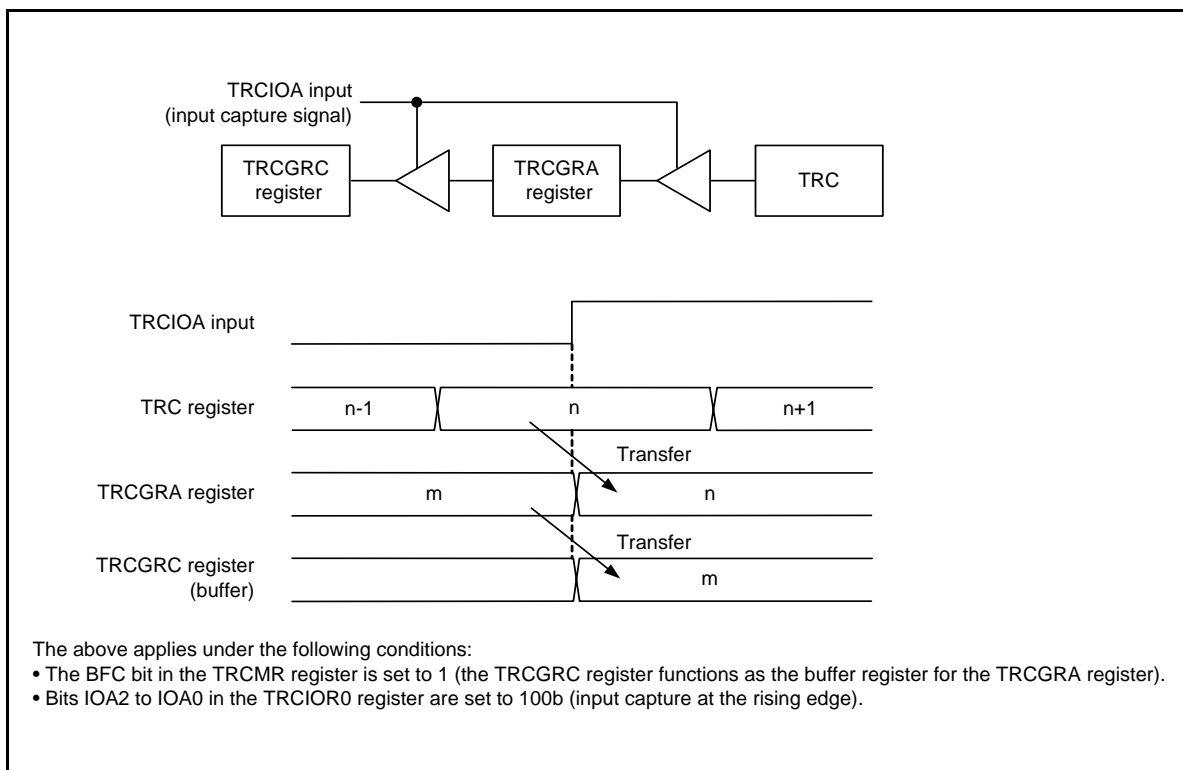 TRCIOA input
(input capture signal)
TRCGRC
register
TRCGRA
register
TRC
TRCIOA input
TRC register
n-1
n
n+1
Transfer
TRCGRA register
m
n
Transfer
TRCGRC register
(buffer)
m
The above applies under the following conditions:
• The BFC bit in the TRCMR register is set to 1 (the TRCGRC register functions as the buffer register for the TRCGRA register).
• Bits IOA2 to IOA0 in the TRCIOR0 register are set to 100b (input capture at the rising edge).